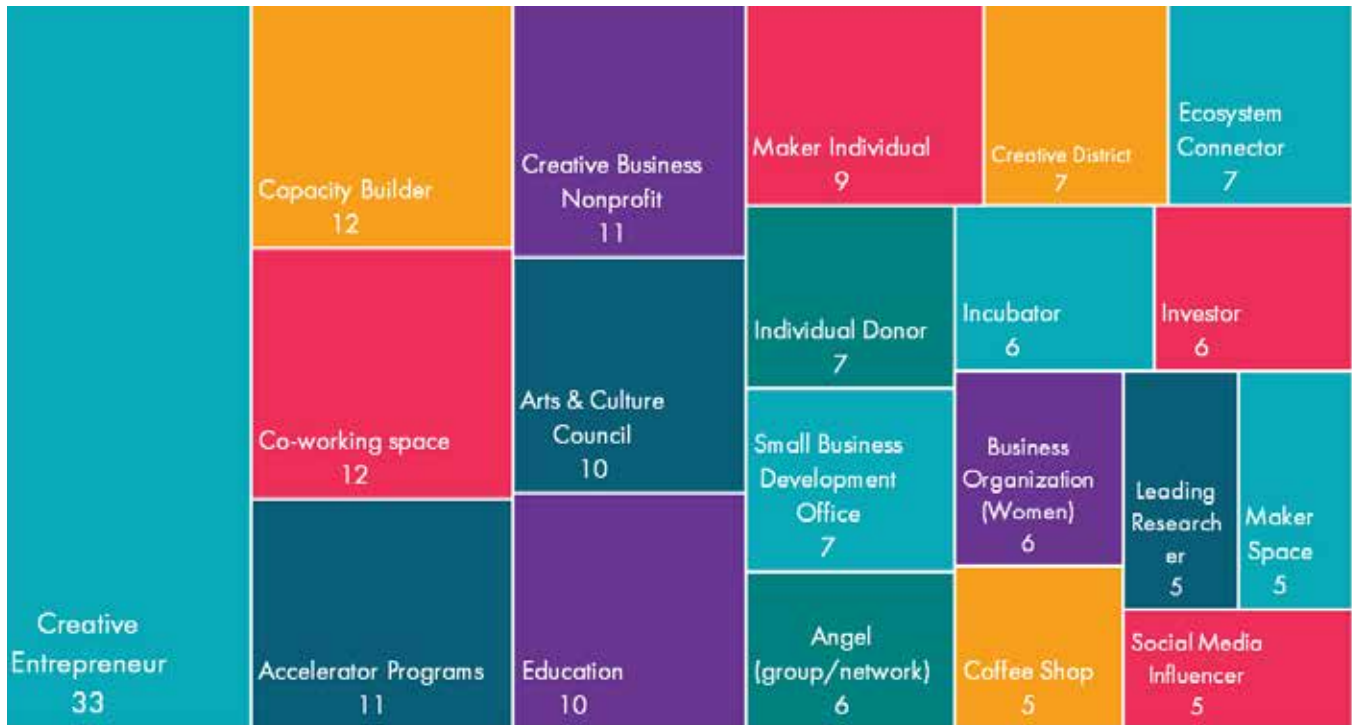 Creative
Entrepreneur
33
Capacity Builder
12
Co-working space
12
Accelerator Programs
11
Creative Business
Nonprofit
11
Arts & Culture
Council
10
Education
10
Maker Individual
9
Creative District
7
Ecosystem
Connector
7
Individual Donor
7
Small Business
Development
Office
7
Angel
(group/network)
6
Incubator
6
Investor
6
Business
Organization
(Women)
6
Coffee Shop
5
Leading
Research
er
5
Maker
Space
5
Social Media
Influencer
5